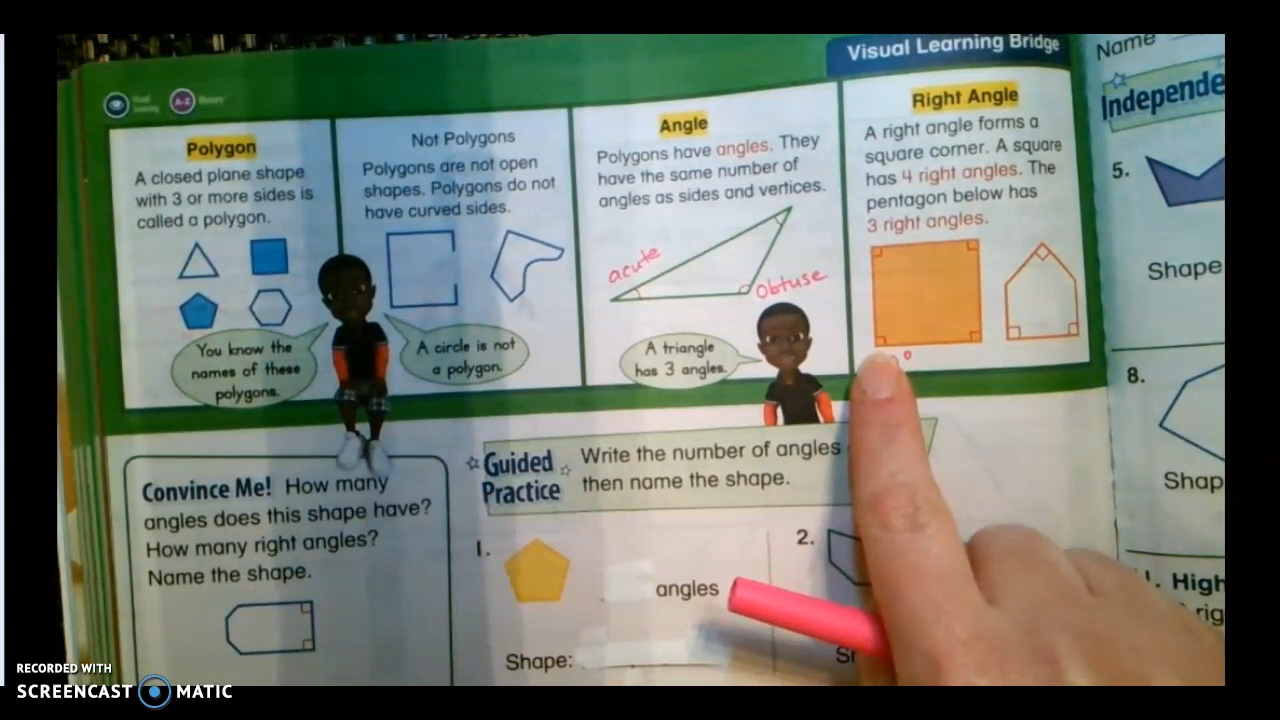 Visual Learning Bridge
A-Z
Polygon
A closed plane shape
with 3 or more sides is
called a polygon.
You know the
names of these
polygons.
Not Polygons
Polygons are not open
shapes. Polygons do not
have curved sides.
A circle is not
a polygon.
Angle
Polygons have angles. They
have the same number of
angles as sides and vertices.
acute
obtuse
A triangle
has 3 angles.
Right Angle
A right angle forms a
square corner. A square
has 4 right angles. The
pentagon below has
3 right angles.
Convince Me! How many
angles does this shape have?
How many right angles?
Name the shape.
Guided
Practice
Write the number of angles
then name the shape.
1.
angles
Shape:
2.
Name
Independe
5.
Shape
8.
Shap
High
rig
RECORDED WITH
SCREENCAST MATIC